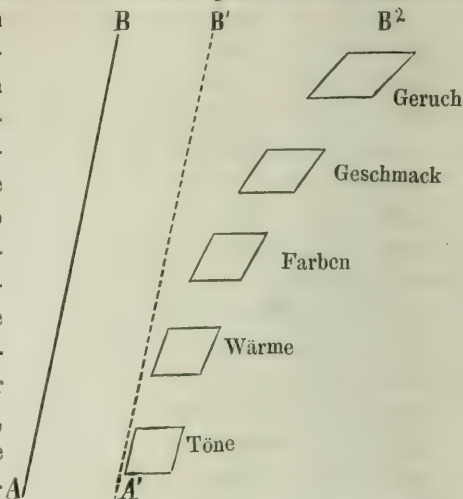 B B' B²
Geruch
Geschmack
Farben
Wärme
Töne
A A'